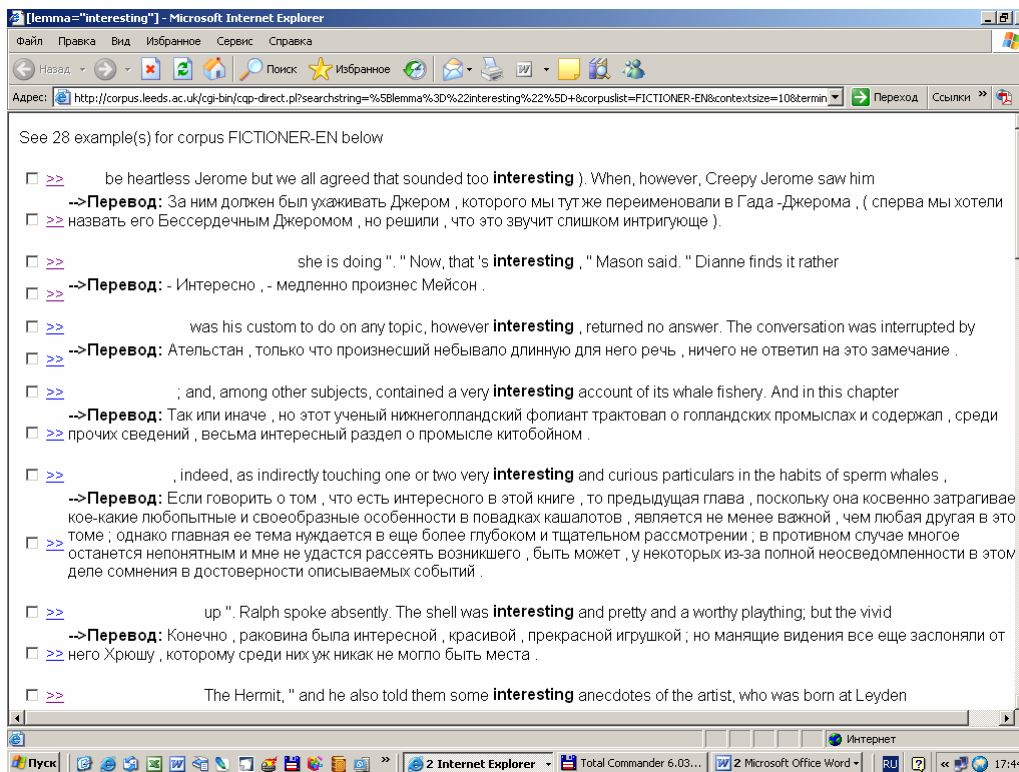 [lemma="interesting"] - Microsoft Internet Explorer
Файл Правка Вид Избранное Сервис Справка
Назад Поиск Избранное
Адрес: http://corpus.leeds.ac.uk/cgi-bin/cqp-direct.pl?searchstring=%5Blemma%3D%22interesting%22%5D+&corpuslist=FICTIONER-EN&contextsize=10&termin Переход Ссылки »
See 28 example(s) for corpus FICTIONER-EN below
>> be heartless Jerome but we all agreed that sounded too interesting ). When, however, Creepy Jerome saw him
-->Перевод: За ним должен был ухаживать Джером , которого мы тут же переименовали в Гада -Джерома , ( сперва мы хотели
>> назвать его Бессердечным Джеромом , но решили , что это звучит слишком интригующе ).
>> she is doing ". " Now, that 's interesting , " Mason said. " Dianne finds it rather
>> -->Перевод: - Интересно , - медленно произнес Мейсон .
>> was his custom to do on any topic, however interesting , returned no answer. The conversation was interrupted by
>> -->Перевод: Ательстан , только что произнесший небывало длинную для него речь , ничего не ответил на это замечание .
>> ; and, among other subjects, contained a very interesting account of its whale fishery. And in this chapter
-->Перевод: Так или иначе , но этот ученый нижнеголландский фолиант трактовал о голландских промыслах и содержал , среди
>> прочих сведений , весьма интересный раздел о промысле китобойном .
>> , indeed, as indirectly touching one or two very interesting and curious particulars in the habits of sperm whales ,
-->Перевод: Если говорить о том , что есть интересного в этой книге , то предыдущая глава , поскольку она косвенно затрагивае
кое-какие любопытные и своеобразные особенности в повадках кашалотов , является не менее важной , чем любая другая в это
>> томе ; однако главная ее тема нуждается в еще более глубоком и тщательном рассмотрении ; в противном случае многое
останется непонятным и мне не удастся рассеять возникшего , быть может , у некоторых из-за полной неосведомленности в этом
деле сомнения в достоверности описываемых событий .
>> up ". Ralph spoke absently. The shell was interesting and pretty and a worthy plaything; but the vivid
-->Перевод: Конечно , раковина была интересной , красивой , прекрасной игрушкой ; но манящие видения все еще заслоняли от
>> него Хрюшу , которому среди них уж никак не могло быть места .
>> The Hermit, " and he also told them some interesting anecdotes of the artist, who was born at Leyden
Интернет
Пуск » 2 Internet Explorer Total Commander 6.03... 2 Microsoft Office Word RU « 17:44